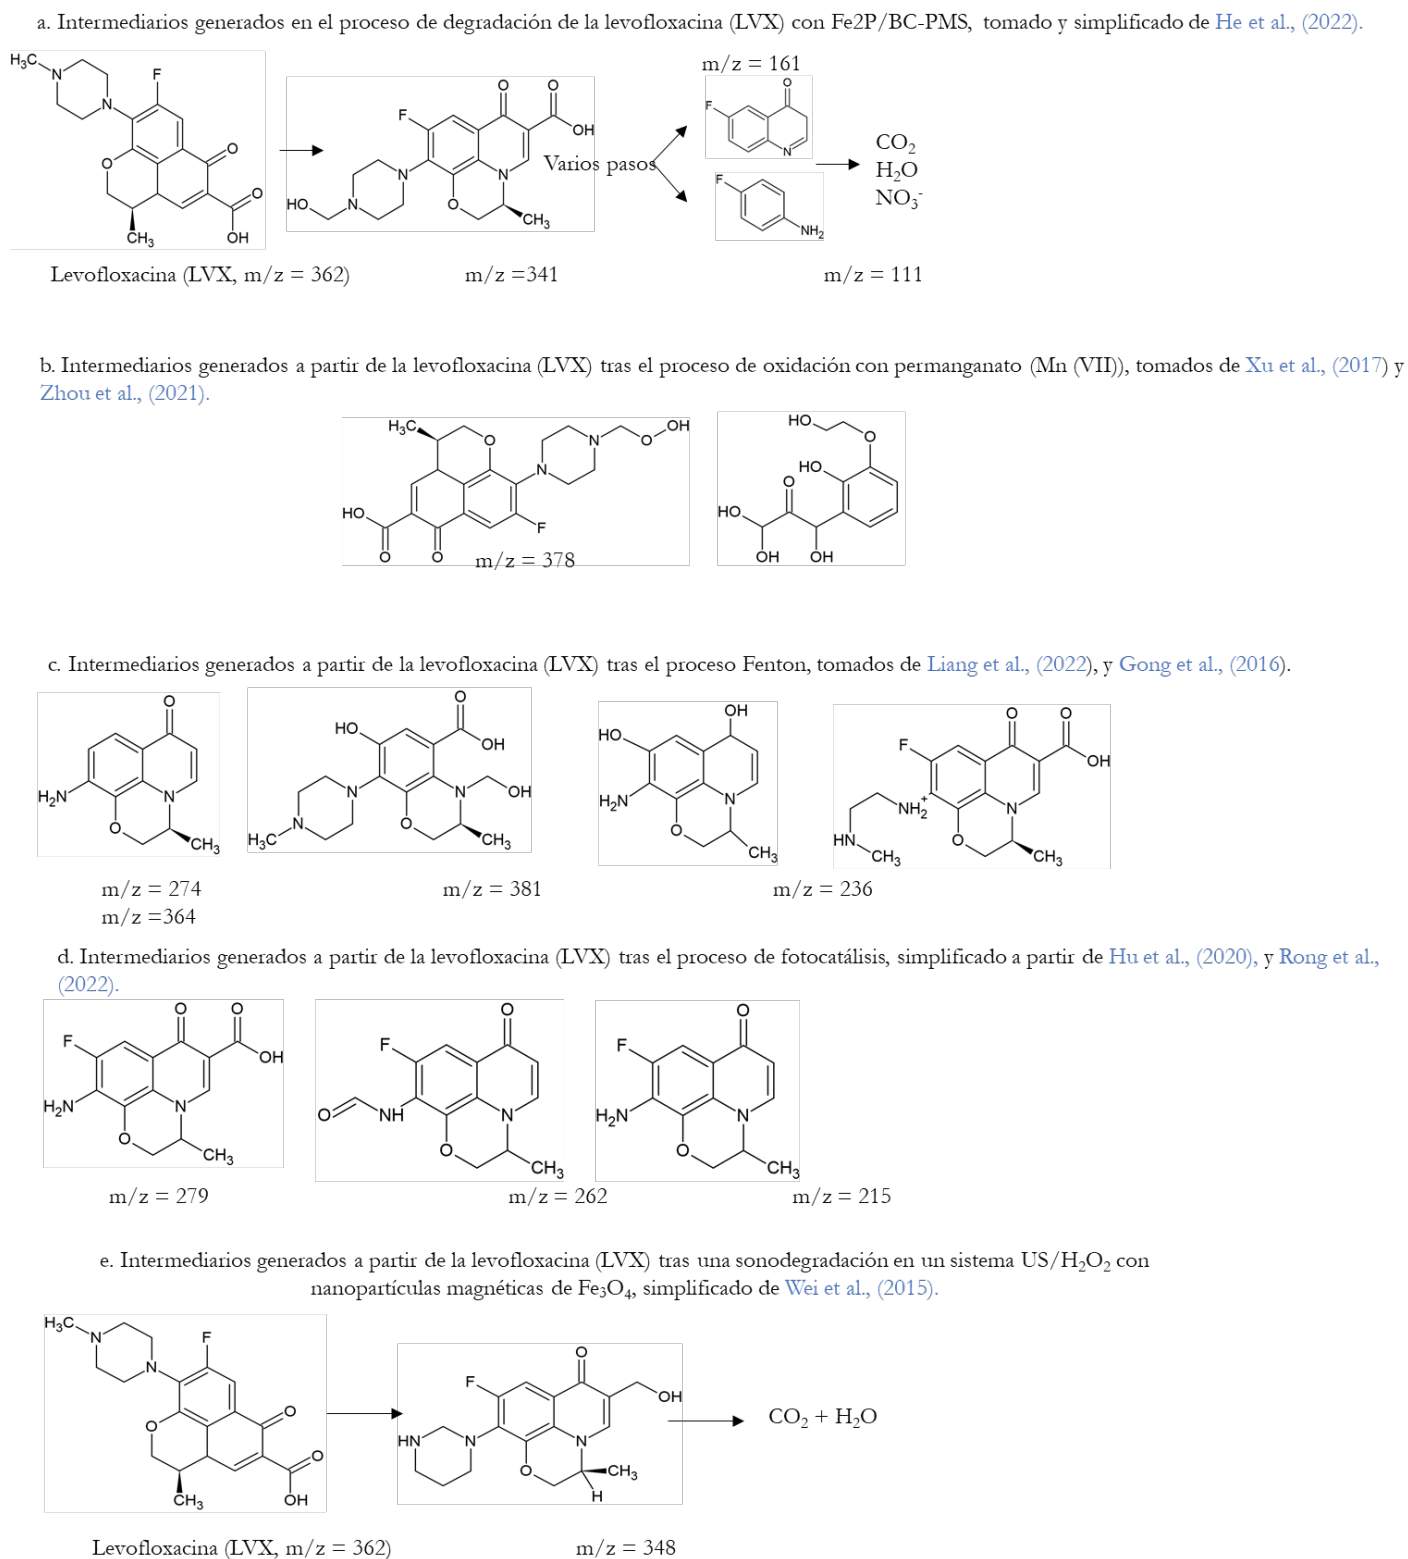 a. Intermediarios generados en el proceso de degradación de la levofloxacina (LVX) con Fe2P/BC-PMS, tomado y simplificado de He et al., (2022).
H₃C
N
N
F
O
O
O
OH
CH₃
HO
N
N
F
O
O
OH
N
O
CH₃
Varios pasos
m/z = 161
O
F
N
F
NH₂
CO₂
H₂O
NO₃⁻
Levofloxacina (LVX, m/z = 362)
m/z =341
m/z = 111
b. Intermediarios generados a partir de la levofloxacina (LVX) tras el proceso de oxidación con permanganato (Mn (VII)), tomados de Xu et al., (2017) y
Zhou et al., (2021).
H₃C
O
N
N
O
OH
HO
O
O
F
m/z = 378
HO
O
HO
O
HO
OH
OH
c. Intermediarios generados a partir de la levofloxacina (LVX) tras el proceso Fenton, tomados de Liang et al., (2022), y Gong et al., (2016).
O
H₂N
N
O
CH₃
O
HO
OH
N
N
OH
N
O
H₃C
CH₃
OH
HO
H₂N
N
O
CH₃
O
O
F
OH
NH₂⁺
N
HN
O
CH₃
CH₃
m/z = 274
m/z = 381
m/z = 236
m/z =364
d. Intermediarios generados a partir de la levofloxacina (LVX) tras el proceso de fotocatálisis, simplificado a partir de Hu et al., (2020), y Rong et al.,
(2022).
O
O
F
OH
H₂N
N
O
CH₃
O
F
O
NH
N
O
CH₃
O
F
H₂N
N
O
CH₃
m/z = 279
m/z = 262
m/z = 215
e. Intermediarios generados a partir de la levofloxacina (LVX) tras una sonodegradación en un sistema US/H₂O₂ con
nanopartículas magnéticas de Fe₃O₄, simplificado de Wei et al., (2015).
H₃C
N
N
F
O
O
O
OH
CH₃
O
F
OH
HN
N
N
O
CH₃
H
CO₂ + H₂O
Levofloxacina (LVX, m/z = 362)
m/z = 348